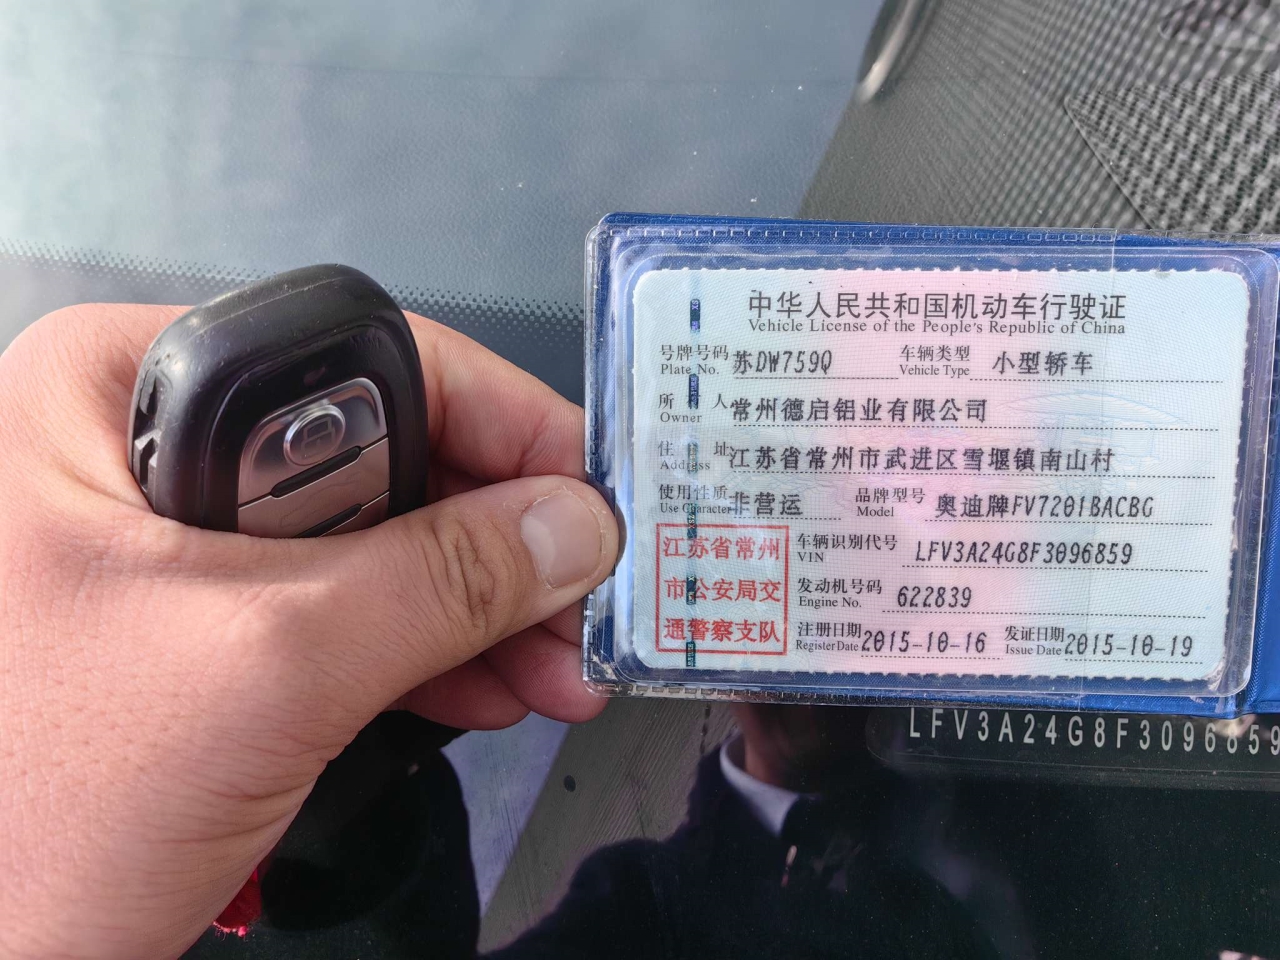 中华人民共和国机动车行驶证
Vehicle License of the People's Republic of China
号牌号码 苏DW759Q 车辆类型 小型轿车
Plate No. Vehicle Type
所有人 常州德启铝业有限公司
Owner
住址 江苏省常州市武进区雪堰镇南山村
Address
使用性质 非营运 品牌型号 奥迪牌FV7201BACBG
Use Character Model
江苏省常州
市公安局交
通警察支队
车辆识别代号 LFV3A24G8F3096859
VIN
发动机号码 622839
Engine No.
注册日期 2015-10-16 发证日期 2015-10-19
Register Date Issue Date
LFV3A24G8F3096859